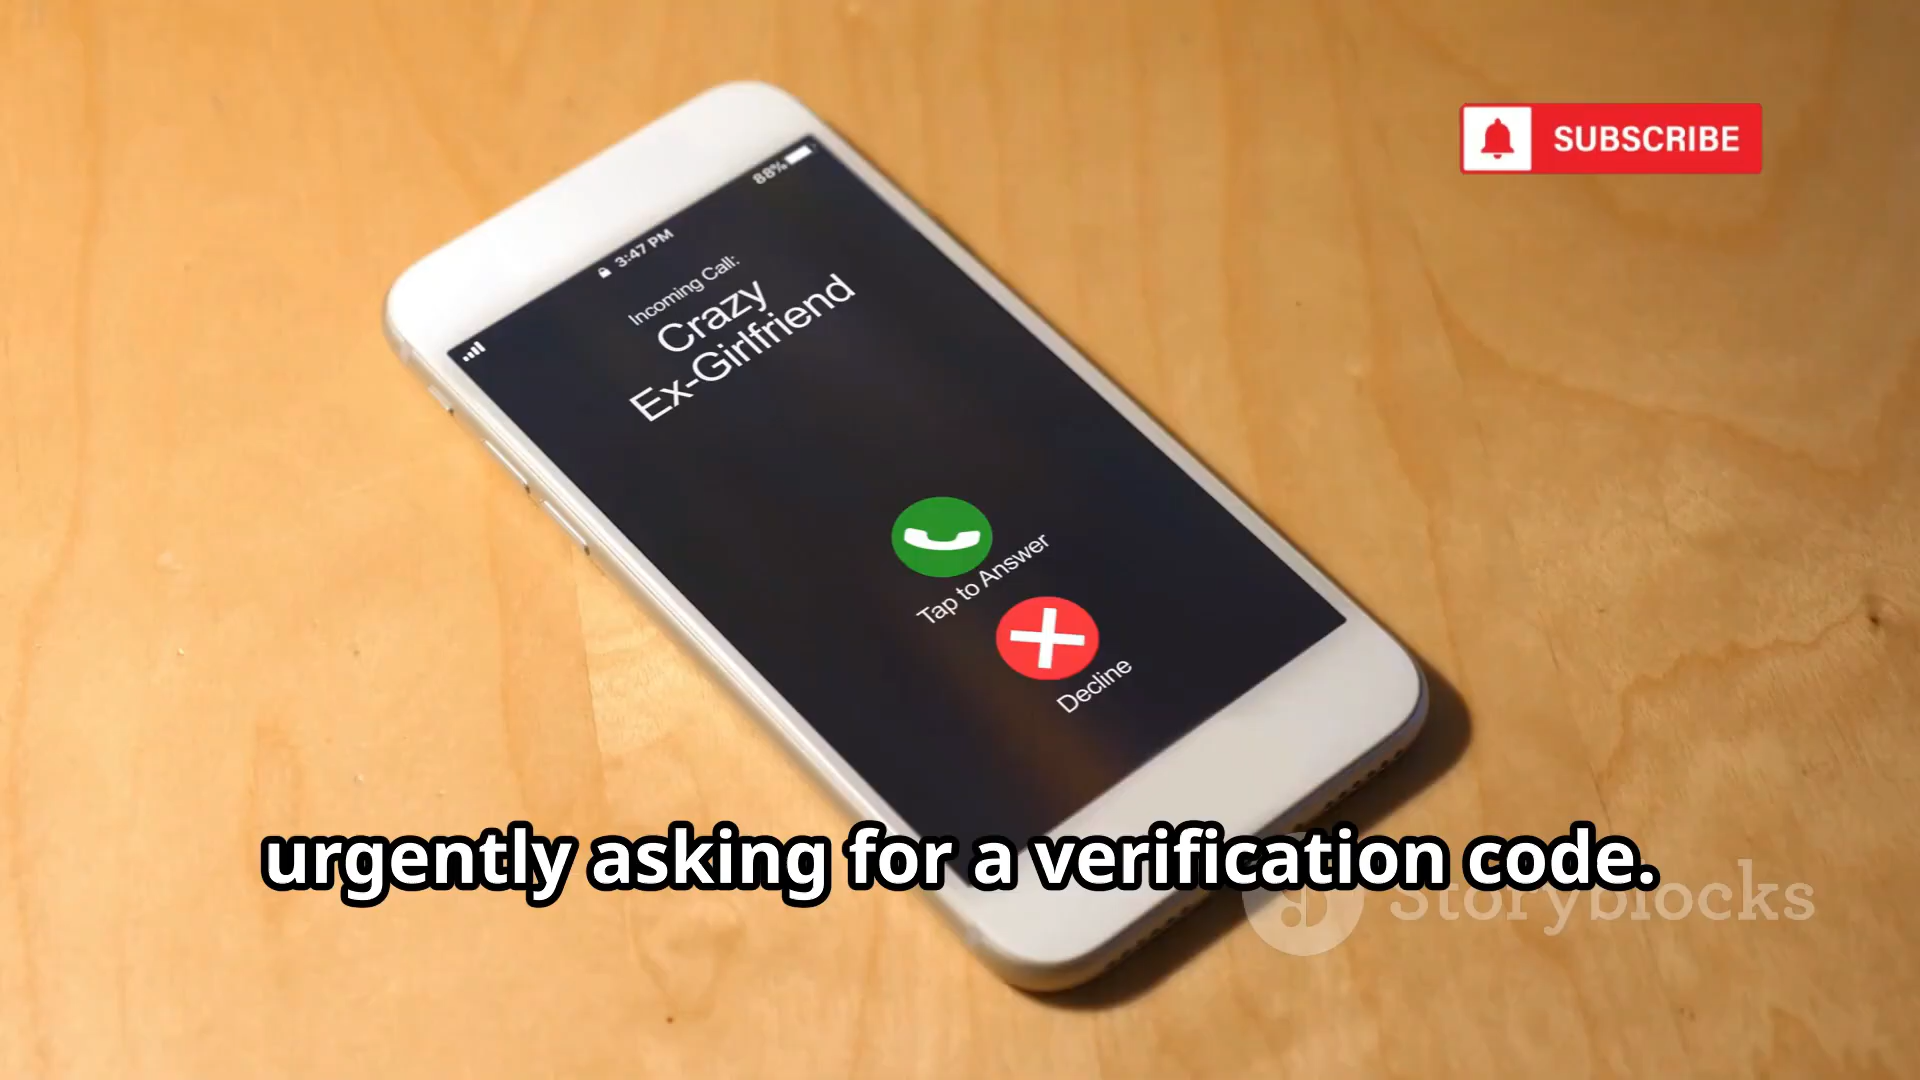 SUBSCRIBE
88%
3:47 PM
Incoming Call:
Crazy
Ex-Girlfriend
Tap to Answer
Decline
urgently asking for a verification code.
Storyblocks